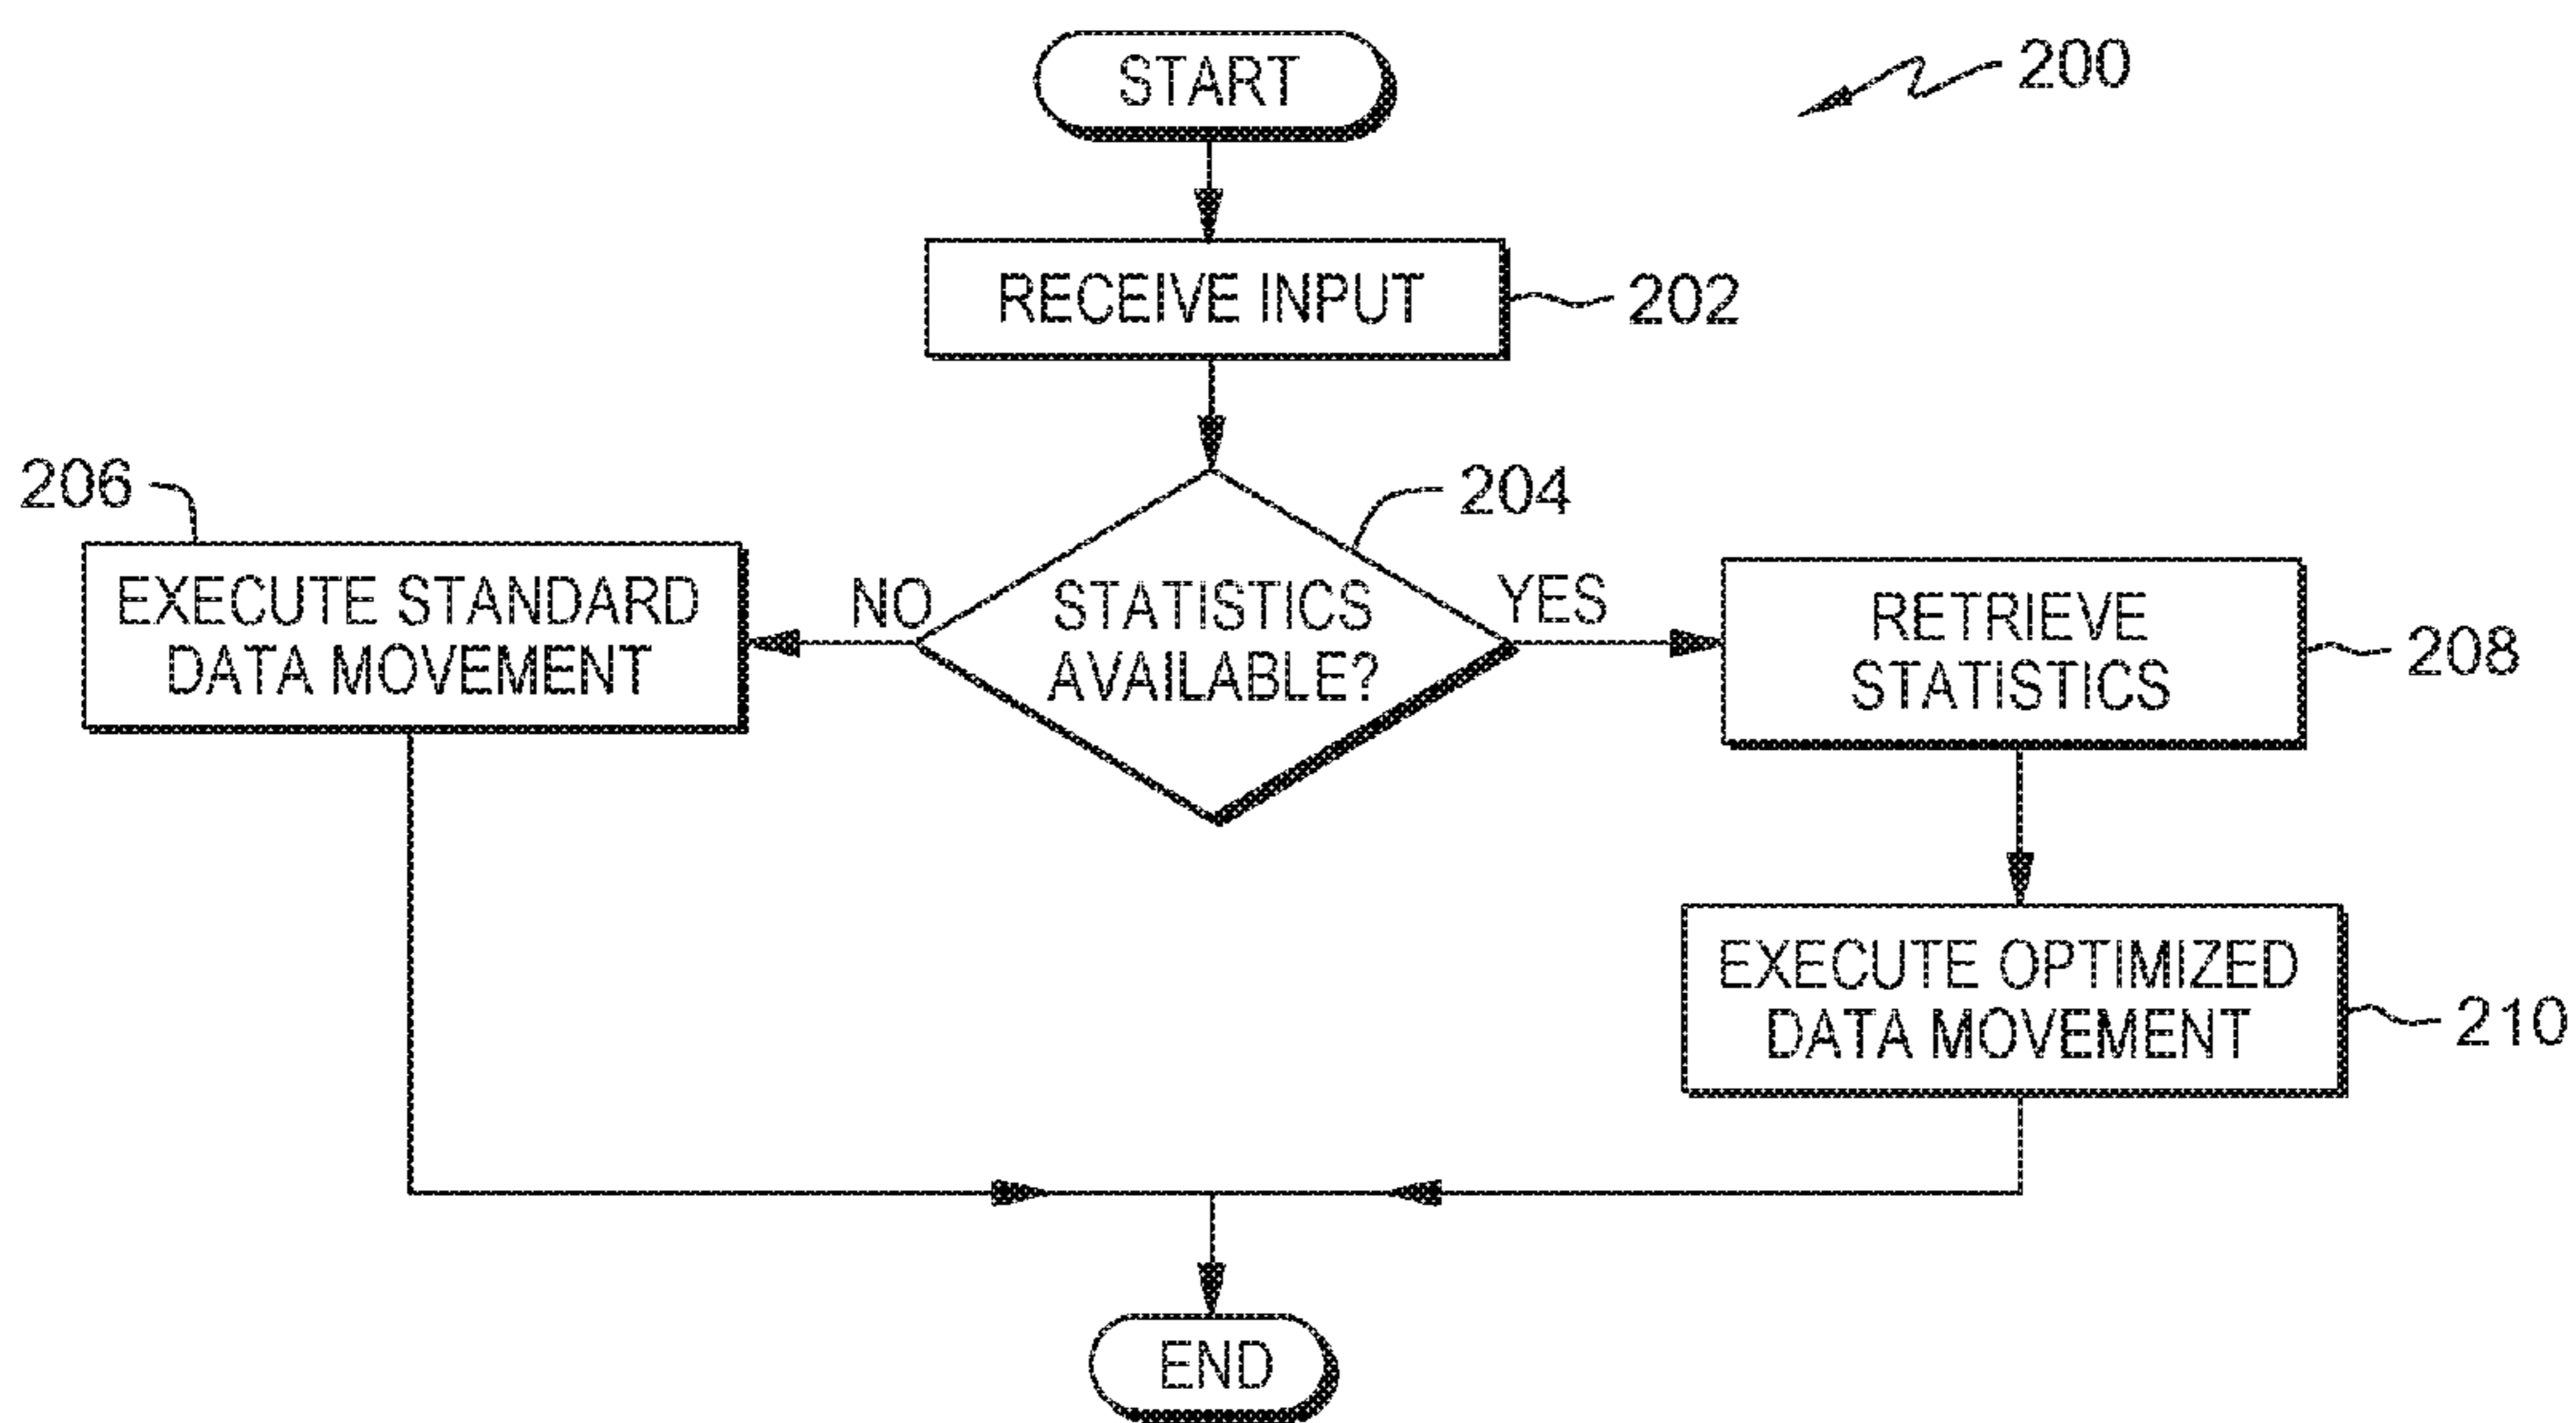 START
200
RECEIVE INPUT
202
206
204
EXECUTE STANDARD
DATA MOVEMENT
NO
STATISTICS
AVAILABLE?
YES
RETRIEVE
STATISTICS
208
EXECUTE OPTIMIZED
DATA MOVEMENT
210
END